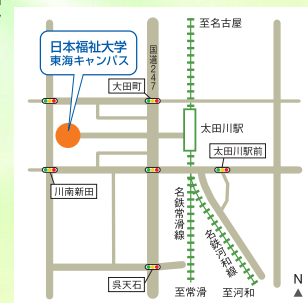 至名古屋
日本福祉大学
東海キャンパス
国道247
大田町
太田川駅
太田川駅前
川南新田
名鉄常滑線
名鉄河和線
呉天石
至常滑
至河和
N